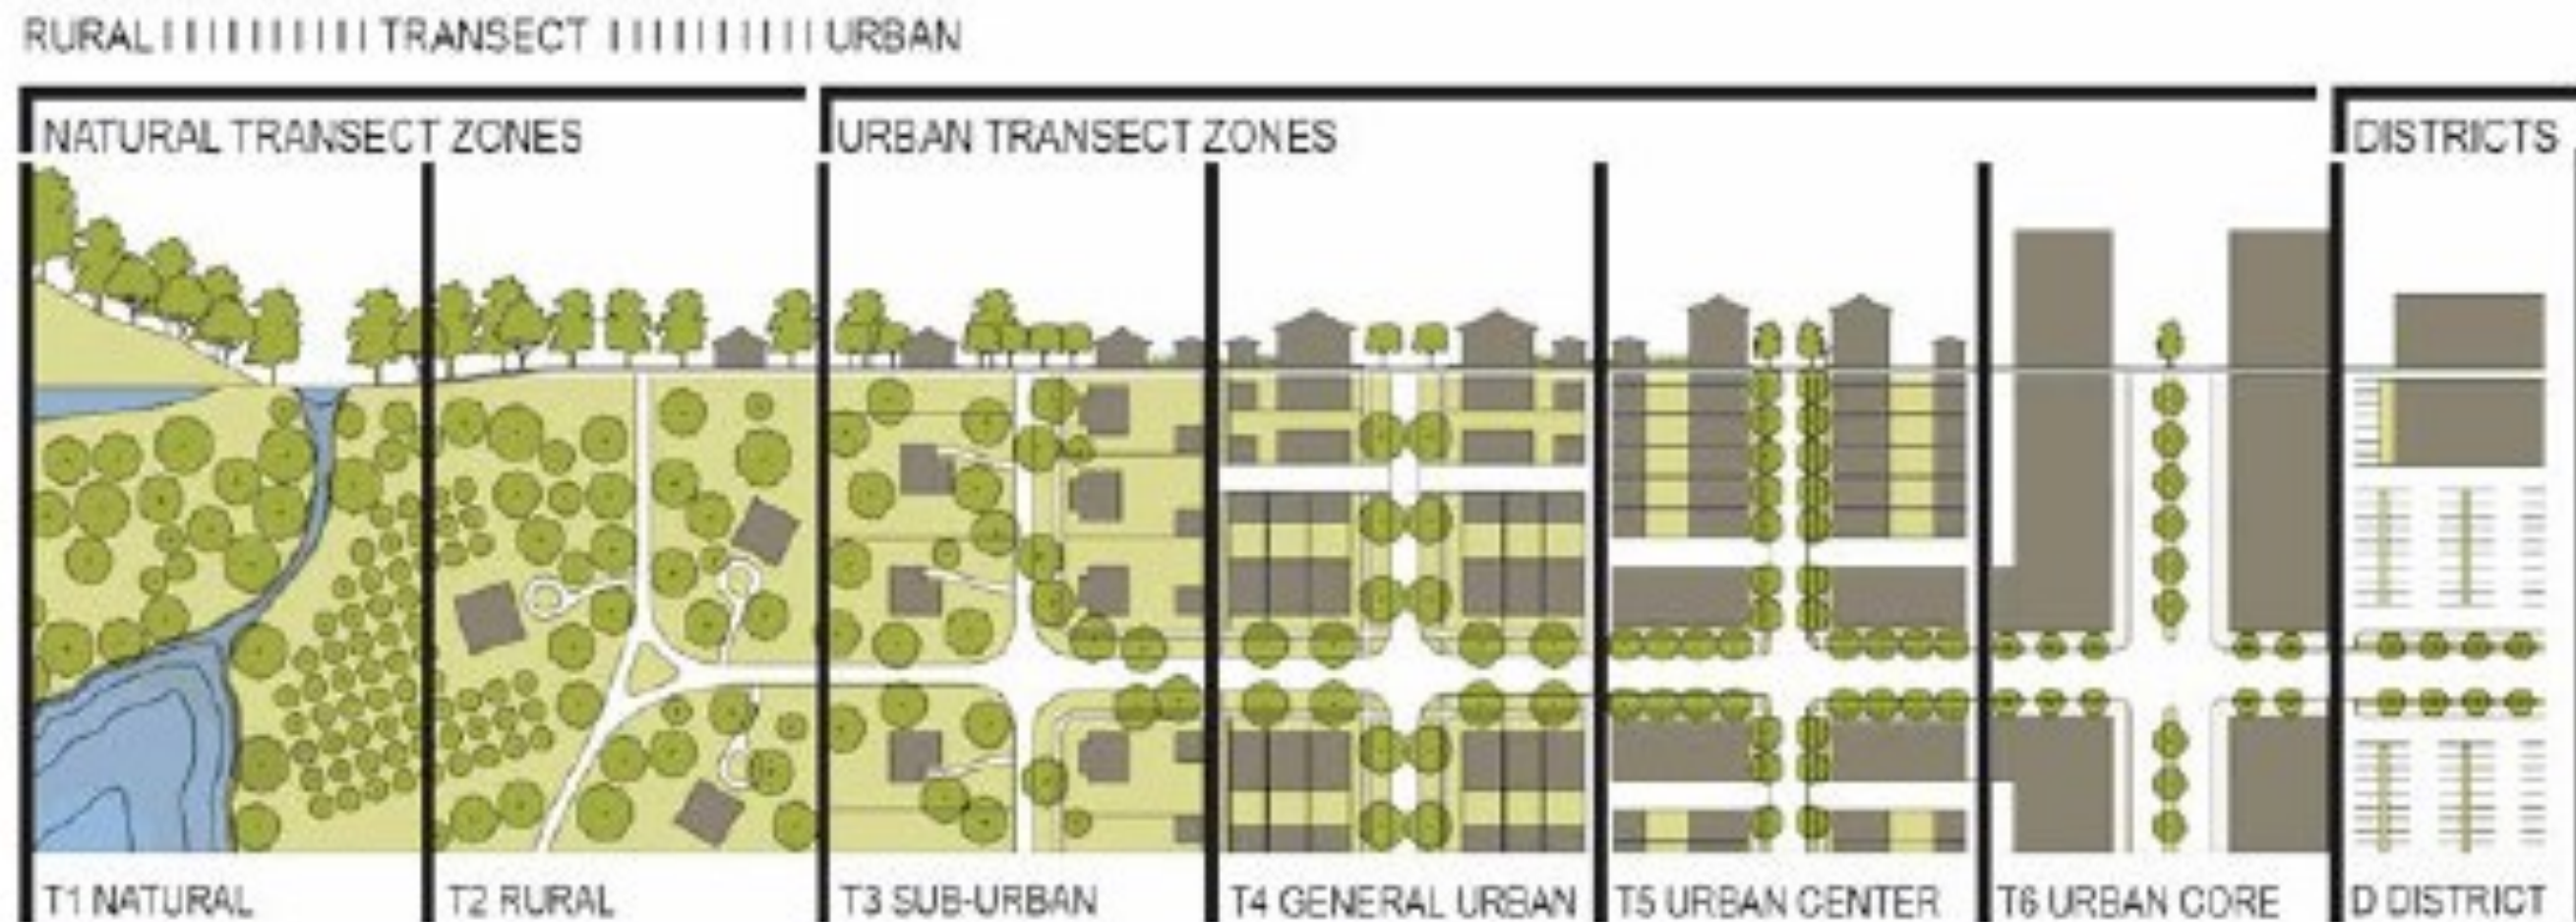 RURAL | | | | | | | | | | TRANSECT | | | | | | | | | | URBAN
NATURAL TRANSECT ZONES
URBAN TRANSECT ZONES
DISTRICTS
T1 NATURAL
T2 RURAL
T3 SUB-URBAN
T4 GENERAL URBAN
T5 URBAN CENTER
T6 URBAN CORE
D DISTRICT